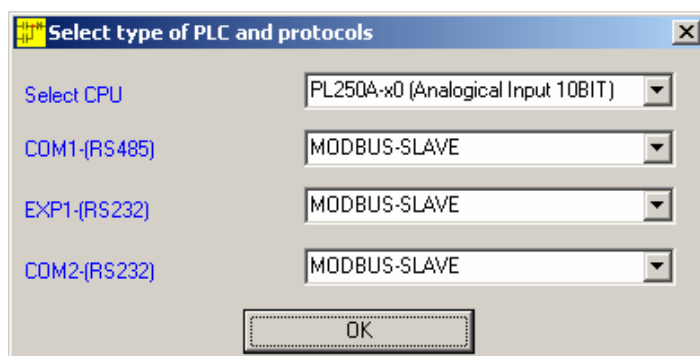 Select type of PLC and protocols
Select CPU PL250A-x0 (Analogical Input 10BIT)
COM1-(RS485) MODBUS-SLAVE
EXP1-(RS232) MODBUS-SLAVE
COM2-(RS232) MODBUS-SLAVE
OK